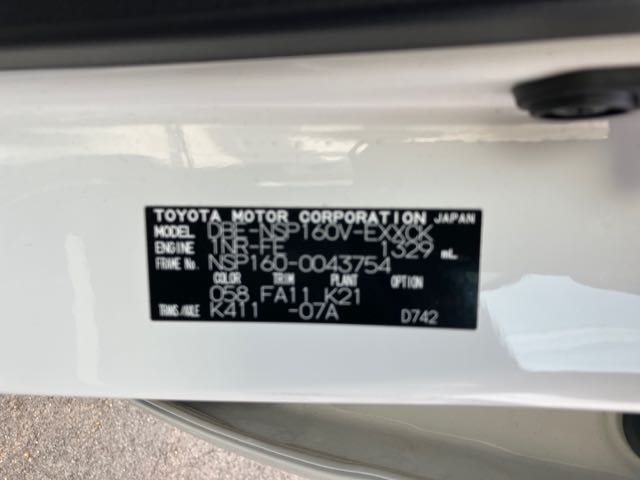 TOYOTA MOTOR CORPORATION JAPAN
MODEL DBE-NSP160V-EXXCK
ENGINE 1NR-FE 1329 mL
FRAME No. NSP160-0043754
COLOR TRIM PLANT OPTION
058 FA11 K21
TRANS/AXLE K411 -07A D742